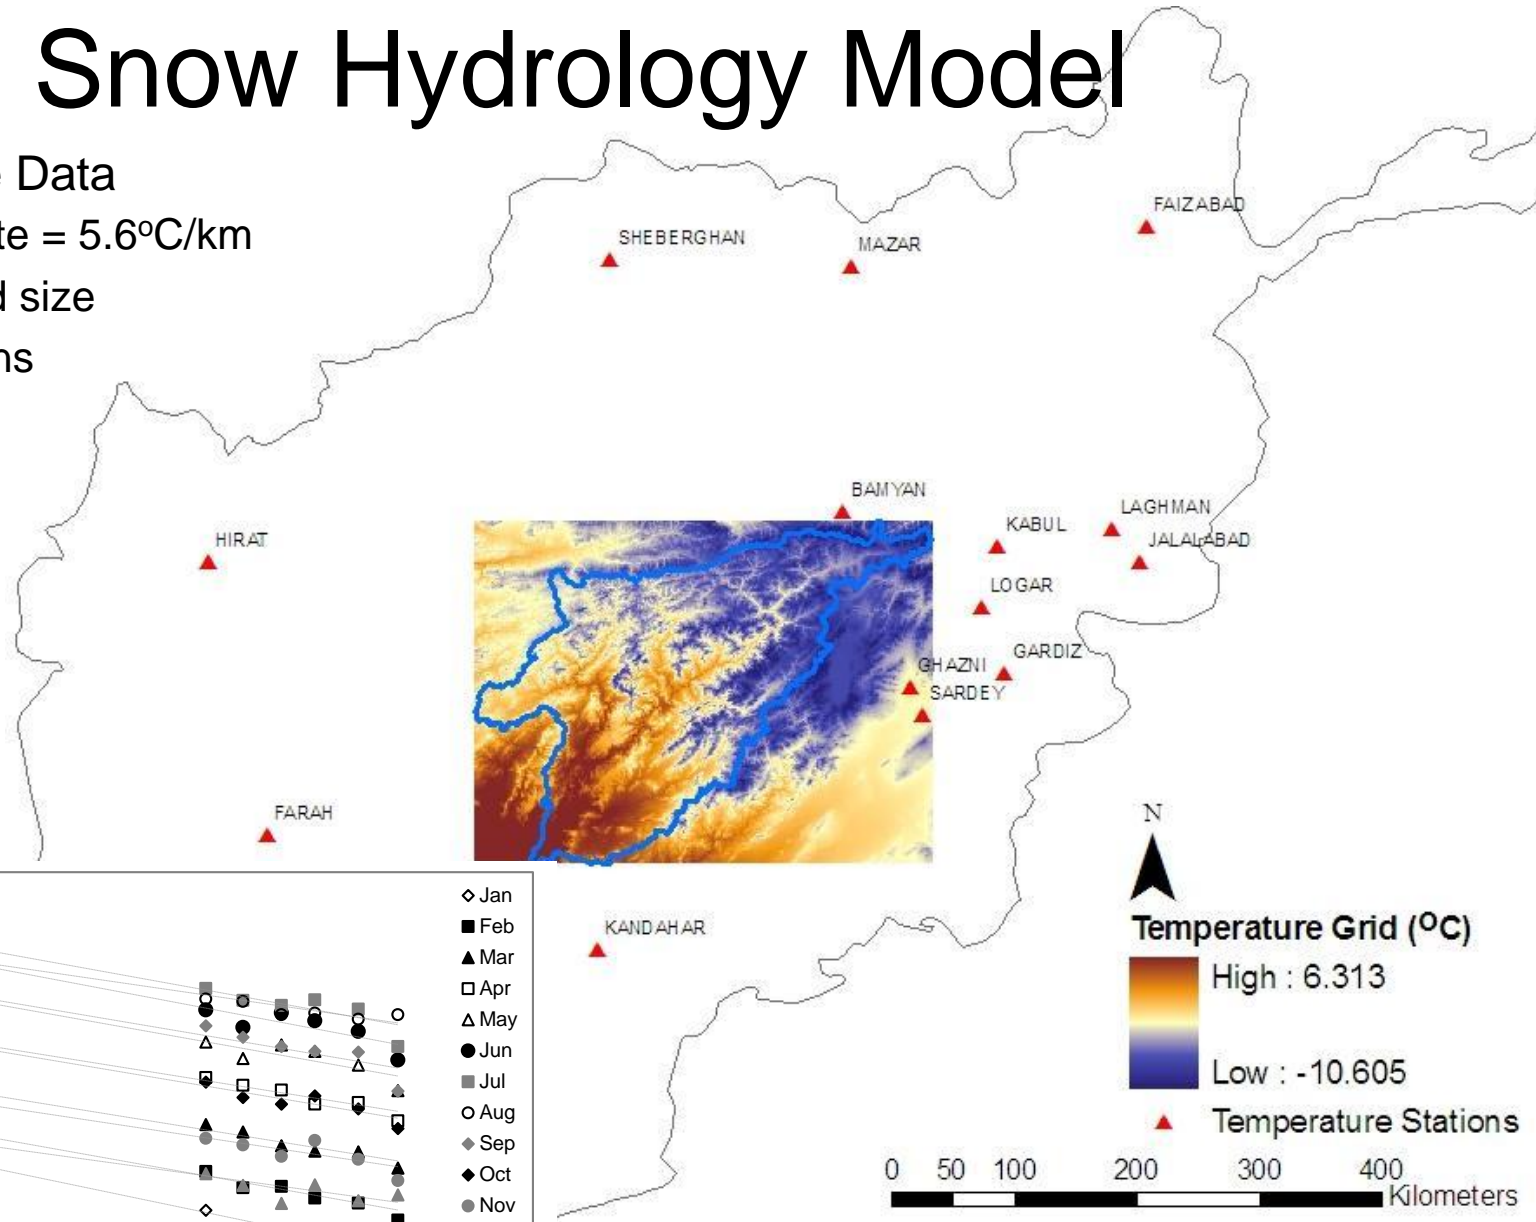 Snow Hydrology Model
Data
= 5.6°C/km
size
FAIZABAD
SHEBERGHAN
MAZAR
BAMYAN
LAGHMAN
KABUL
HIRAT
JALALABAD
LOGAR
GARDIZ
GHAZNI
SARDEY
FARAH
N
KANDAHAR
Temperature Grid (°C)
High : 6.313
Low : -10.605
Temperature Stations
0 50 100 200 300 400
Kilometers
Jan
Feb
Mar
Apr
May
Jun
Jul
Aug
Sep
Oct
Nov